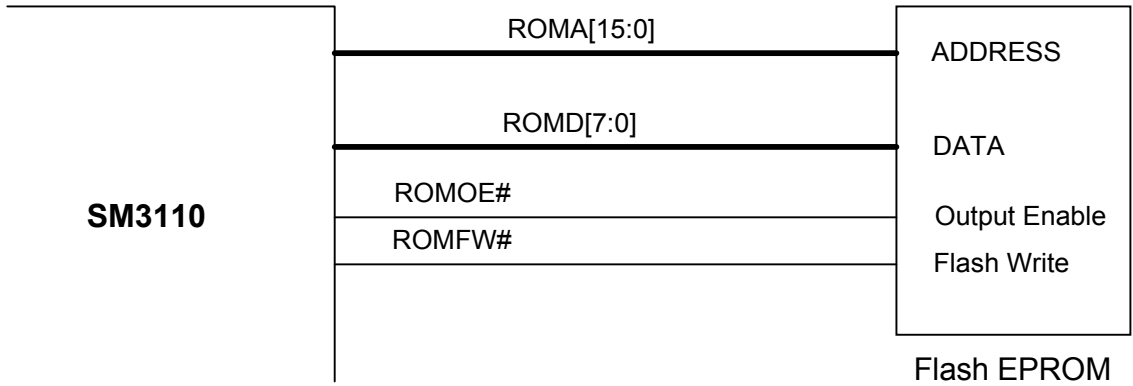 ROMA[15:0]
ADDRESS
ROMD[7:0]
DATA
ROMOE#
SM3110
Output Enable
ROMFW#
Flash Write
Flash EPROM